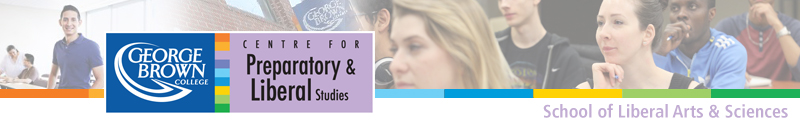 GEORGE
BROWN
COLLEGE
CENTRE FOR
Preparatory &
Liberal Studies
School of Liberal Arts & Sciences